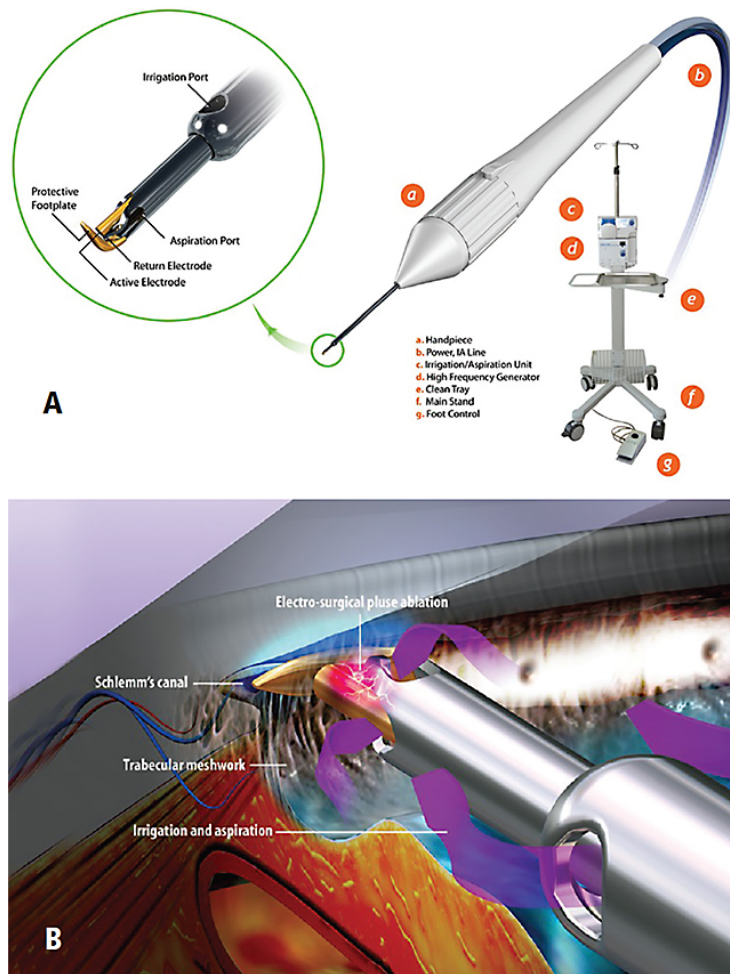 Irrigation Port
Protective
Footplate
Aspiration Port
Return Electrode
Active Electrode
a
b
c
d
e
f
g
a. Handpiece
b. Power, IA Line
c. Irrigation/Aspiration Unit
d. High Frequency Generator
e. Clean Tray
f. Main Stand
g. Foot Control
A
Electro-surgical pluse ablation
Schlemm's canal
Trabecular meshwork
Irrigation and aspiration
B